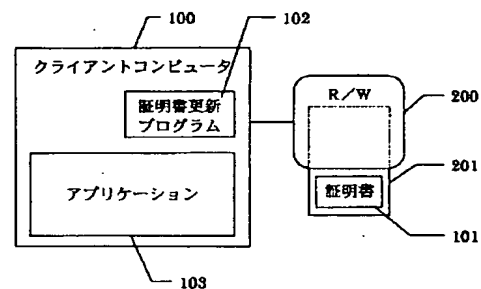 100
102
クライアントコンピュータ
証明書更新
プログラム
R／W
200
アプリケーション
201
証明書
101
103